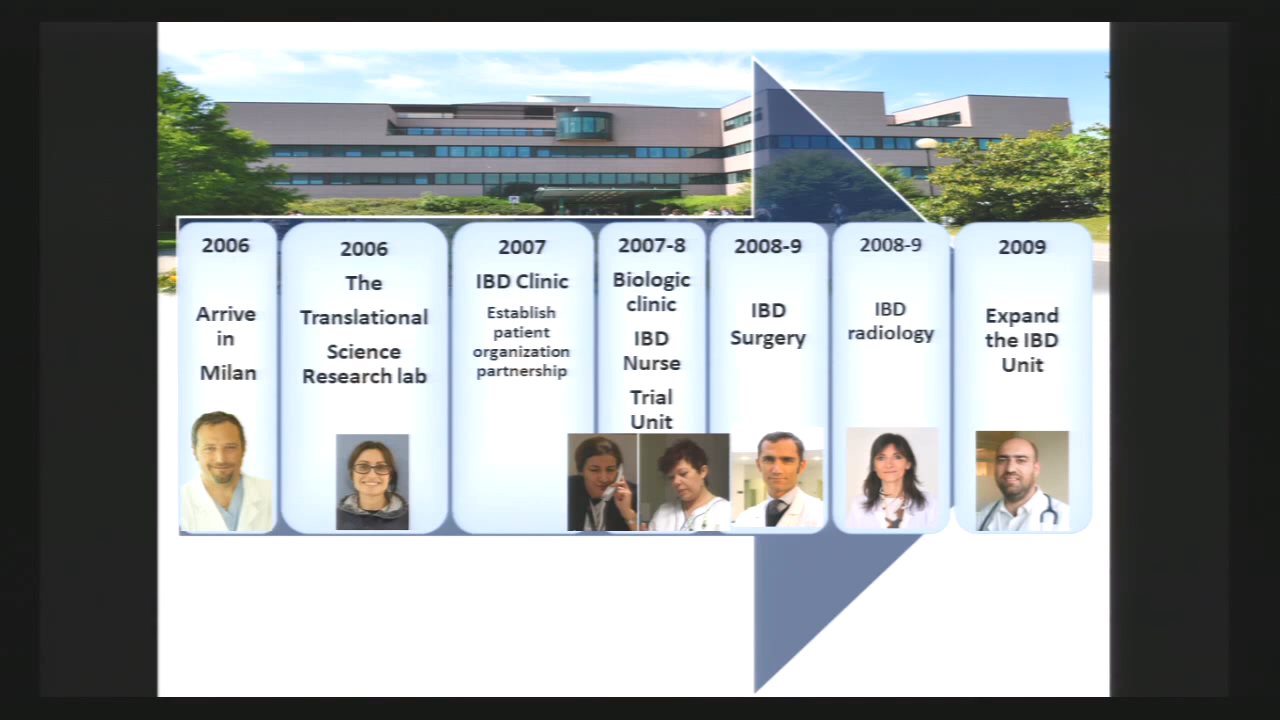 2006
Arrive
in
Milan
2006
The
Translational
Science
Research lab
2007
IBD Clinic
Establish
patient
organization
partnership
2007-8
Biologic
clinic
IBD
Nurse
Trial
Unit
2008-9
IBD
Surgery
2008-9
IBD
radiology
2009
Expand
the IBD
Unit